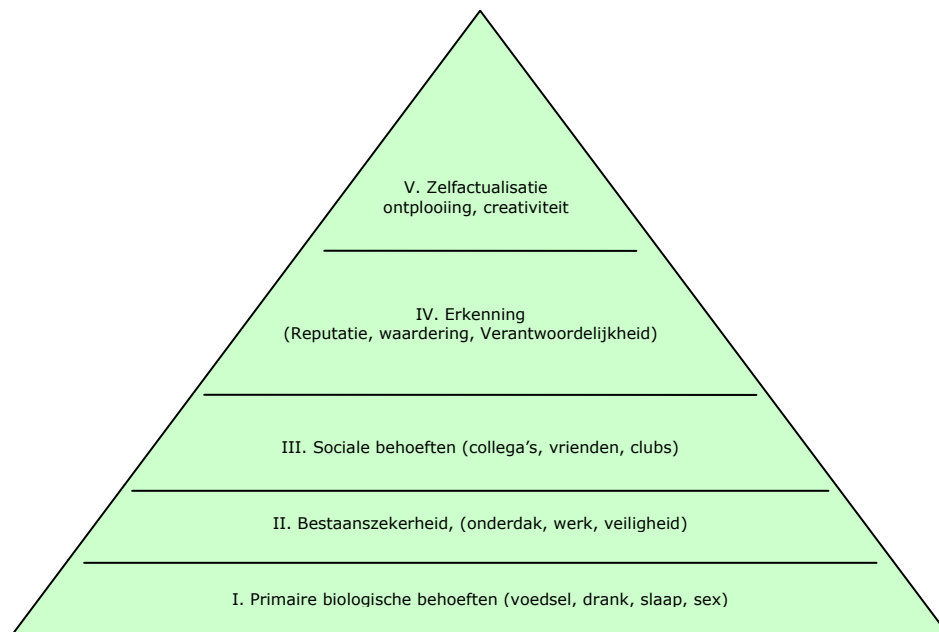 V. Zelfactualisatie
ontplooiing, creativiteit
IV. Erkenning
(Reputatie, waardering, Verantwoordelijkheid)
III. Sociale behoeften (collega’s, vrienden, clubs)
II. Bestaanszekerheid, (onderdak, werk, veiligheid)
I. Primaire biologische behoeften (voedsel, drank, slaap, sex)